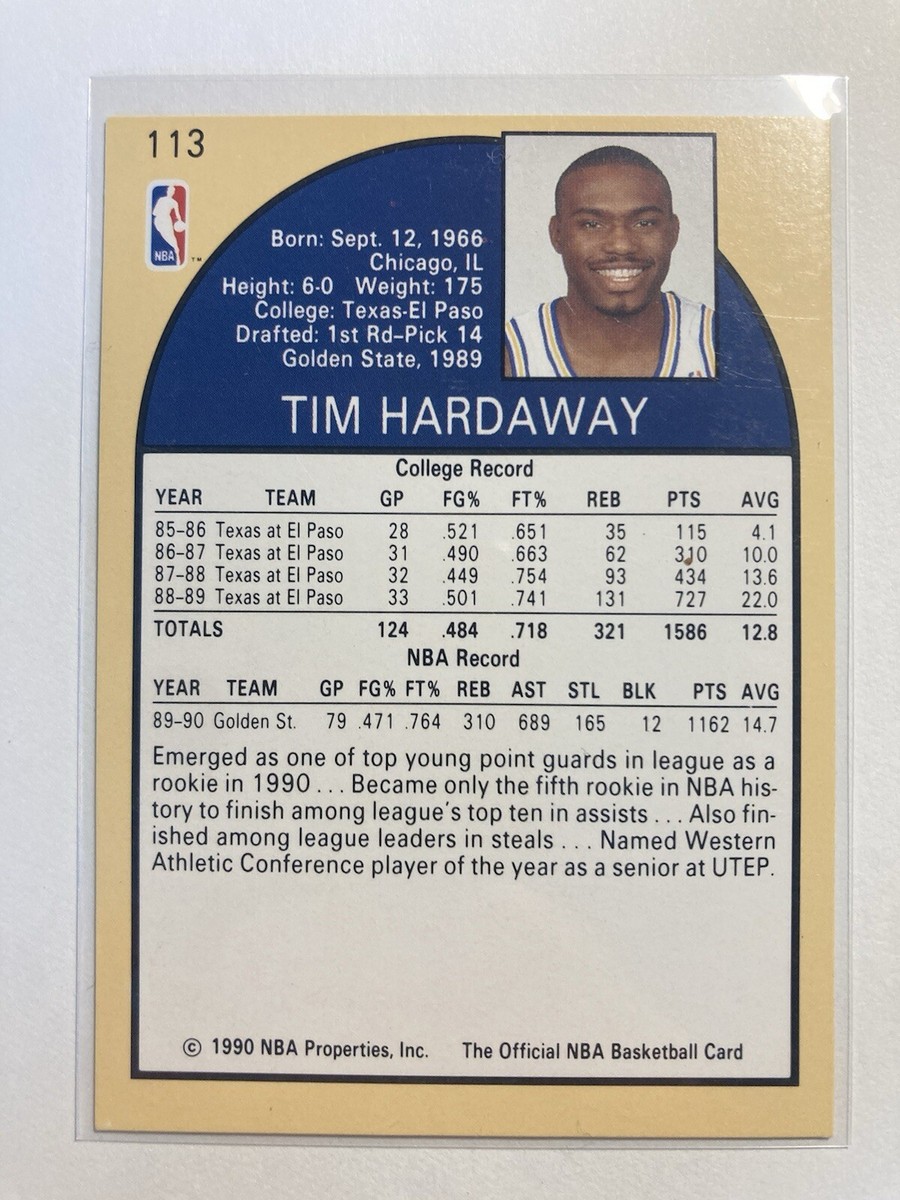 113
NBA
™
Born: Sept. 12, 1966
Chicago, IL
Height: 6-0 Weight: 175
College: Texas-El Paso
Drafted: 1st Rd-Pick 14
Golden State, 1989
TIM HARDAWAY
College Record
YEAR TEAM GP FG% FT% REB PTS AVG
85-86 Texas at El Paso 28 .521 .651 35 115 4.1
86-87 Texas at El Paso 31 .490 .663 62 310 10.0
87-88 Texas at El Paso 32 .449 .754 93 434 13.6
88-89 Texas at El Paso 33 .501 .741 131 727 22.0
TOTALS 124 .484 .718 321 1586 12.8
NBA Record
YEAR TEAM GP FG% FT% REB AST STL BLK PTS AVG
89-90 Golden St. 79 .471 .764 310 689 165 12 1162 14.7
Emerged as one of top young point guards in league as a
rookie in 1990 . . . Became only the fifth rookie in NBA his-
tory to finish among league's top ten in assists . . . Also fin-
ished among league leaders in steals . . . Named Western
Athletic Conference player of the year as a senior at UTEP.
© 1990 NBA Properties, Inc. The Official NBA Basketball Card